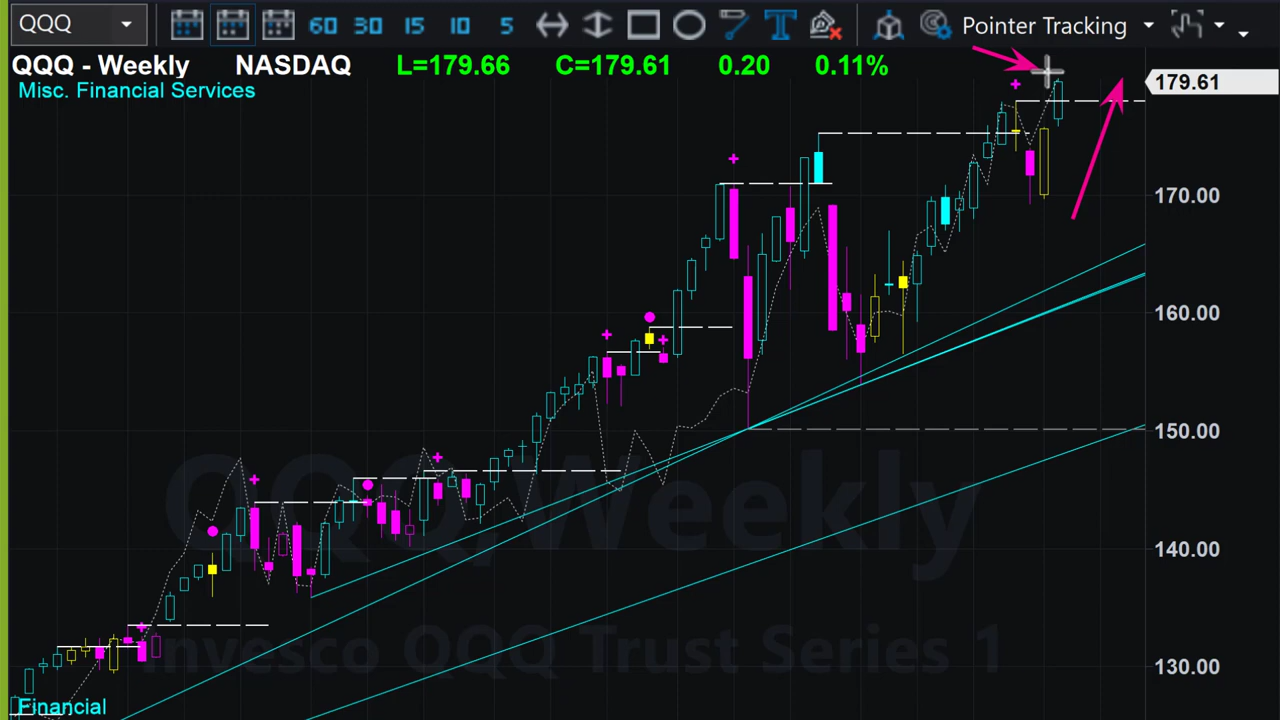 QQQ
60 30 15 10 5
Pointer Tracking
QQQ - Weekly NASDAQ L=179.66 C=179.61 0.20 0.11%
Misc. Financial Services
179.61
170.00
160.00
150.00
QQQ Weekly
140.00
Invesco QQQ Trust Series 1
130.00
Financial